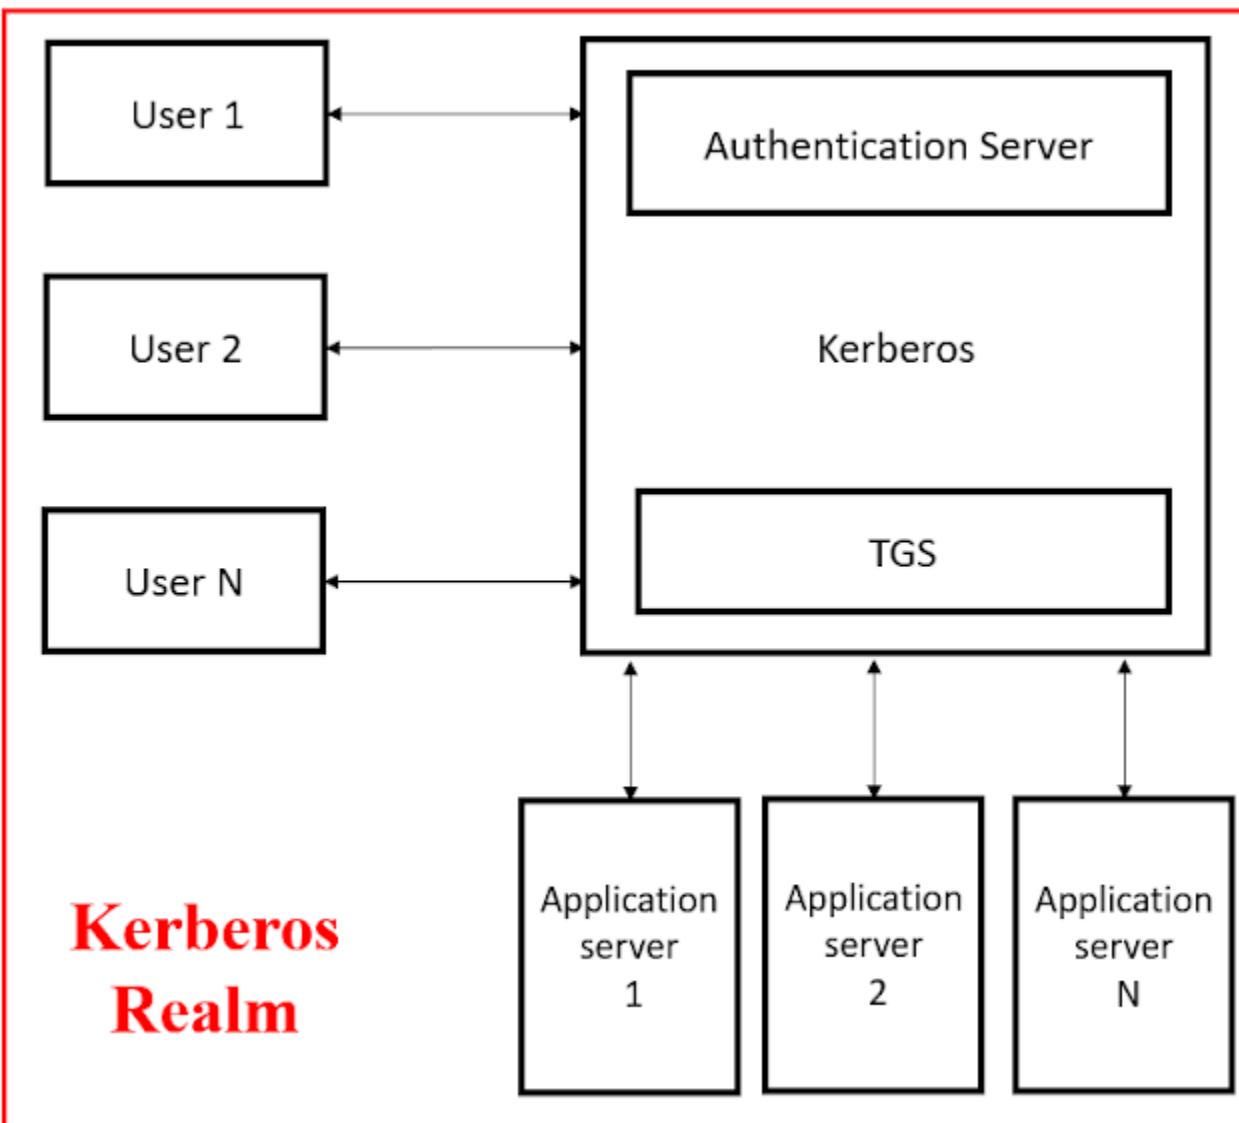 User 1
Authentication Server
User 2
Kerberos
User N
TGS
Application
server
1
Application
server
2
Application
server
N
Kerberos
Realm